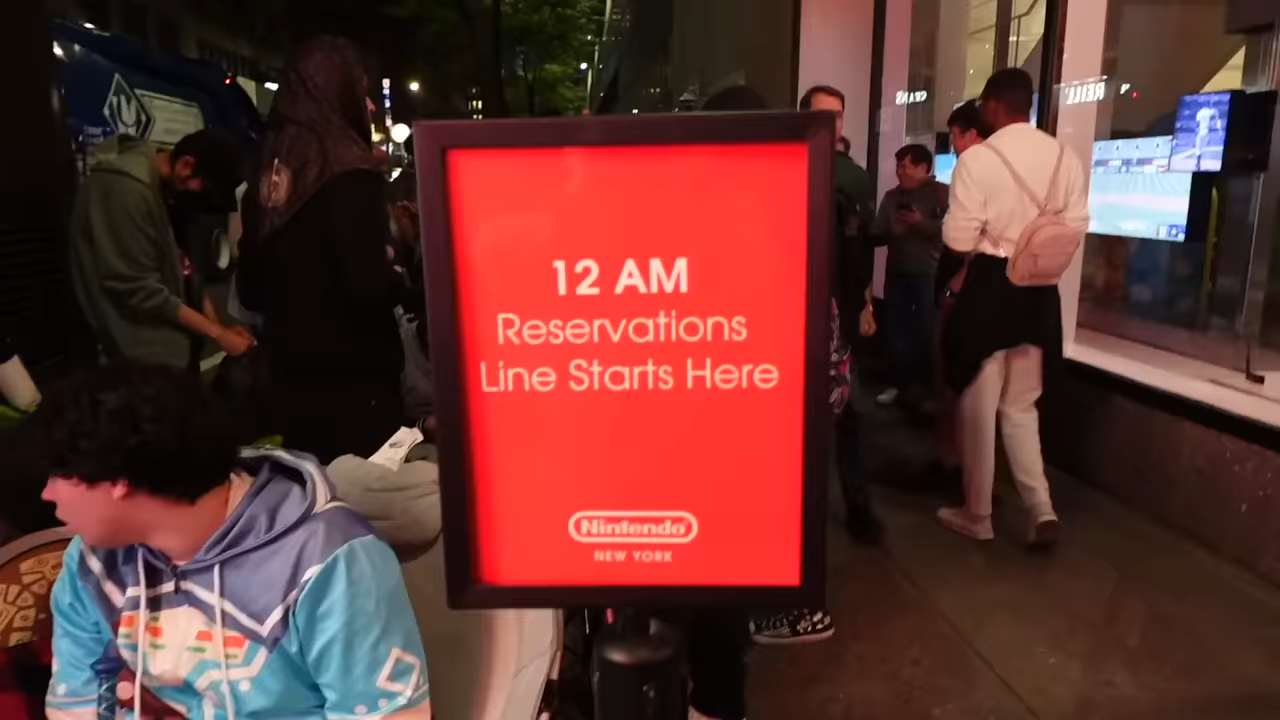 12 AM
Reservations
Line Starts Here
Nintendo
NEW YORK